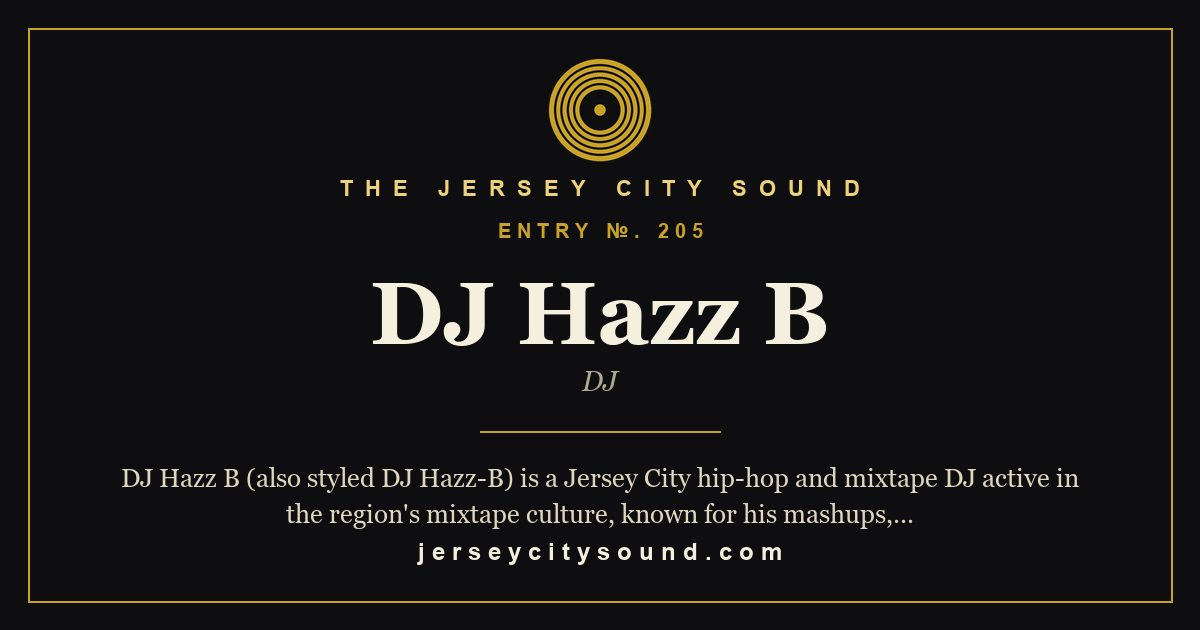 THE JERSEY CITY SOUND
ENTRY №. 205
DJ Hazz B
DJ
DJ Hazz B (also styled DJ Hazz-B) is a Jersey City hip-hop and mixtape DJ active in
the region's mixtape culture, known for his mashups,...
jerseycitysound.com